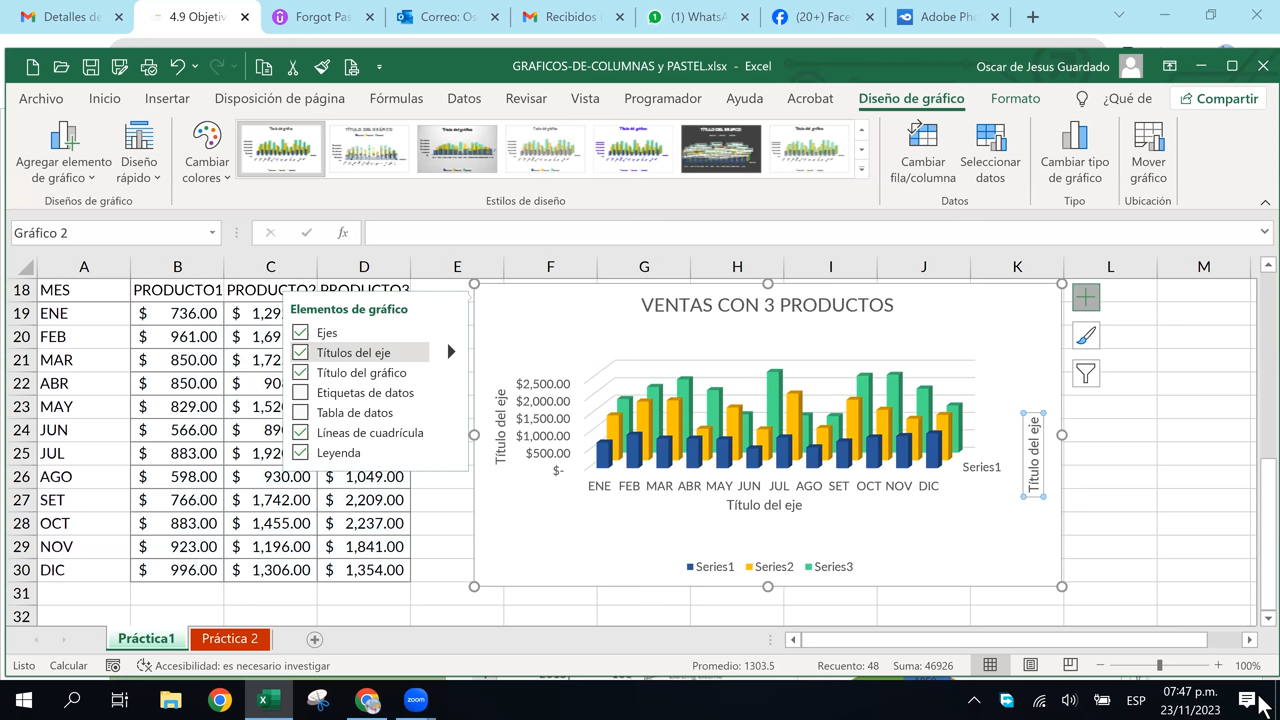 Detalles de
4.9 Objetiv
Forgot Pas
Correo: Os
Recibidos
(1) WhatsA
(20+) Face
Adobe Pho
GRAFICOS-DE-COLUMNAS y PASTEL.xlsx - Excel
Oscar de Jesus Guardado
Archivo Inicio Insertar Disposición de página Fórmulas Datos Revisar Vista Programador Ayuda Acrobat Diseño de gráfico Formato ¿Qué de Compartir
Agregar elemento de gráfico
Diseño rápido
Cambiar colores
Cambiar fila/columna
Seleccionar datos
Cambiar tipo de gráfico
Mover gráfico
Diseños de gráfico Estilos de diseño Datos Tipo Ubicación
Gráfico 2 fx
A B C D E F G H I J K L M
18 MES PRODUCTO1 PRODUCTO2 PRODUCTO3
19 ENE $ 736.00 $ 1,29
20 FEB $ 961.00 $ 1,69
21 MAR $ 850.00 $ 1,72
22 ABR $ 850.00 $ 90
23 MAY $ 829.00 $ 1,52
24 JUN $ 566.00 $ 89
25 JUL $ 883.00 $ 1,92
26 AGO $ 598.00 $ 930.00 $ 1,049.00
27 SET $ 766.00 $ 1,742.00 $ 2,209.00
28 OCT $ 883.00 $ 1,455.00 $ 2,237.00
29 NOV $ 923.00 $ 1,196.00 $ 1,841.00
30 DIC $ 996.00 $ 1,306.00 $ 1,354.00
31
32
Elementos de gráfico
Ejes
Títulos del eje
Título del gráfico
Etiquetas de datos
Tabla de datos
Líneas de cuadrícula
Leyenda
VENTAS CON 3 PRODUCTOS
Título del eje
$2,500.00
$2,000.00
$1,500.00
$1,000.00
$500.00
$-
ENE FEB MAR ABR MAY JUN JUL AGO SET OCT NOV DIC
Título del eje
Series1
Título del eje
Series1 Series2 Series3
Práctica1 Práctica 2
Listo Calcular Accesibilidad: es necesario investigar Promedio: 1303.5 Recuento: 48 Suma: 46926 100%
zoom
ESP
07:47 p.m.
23/11/2023